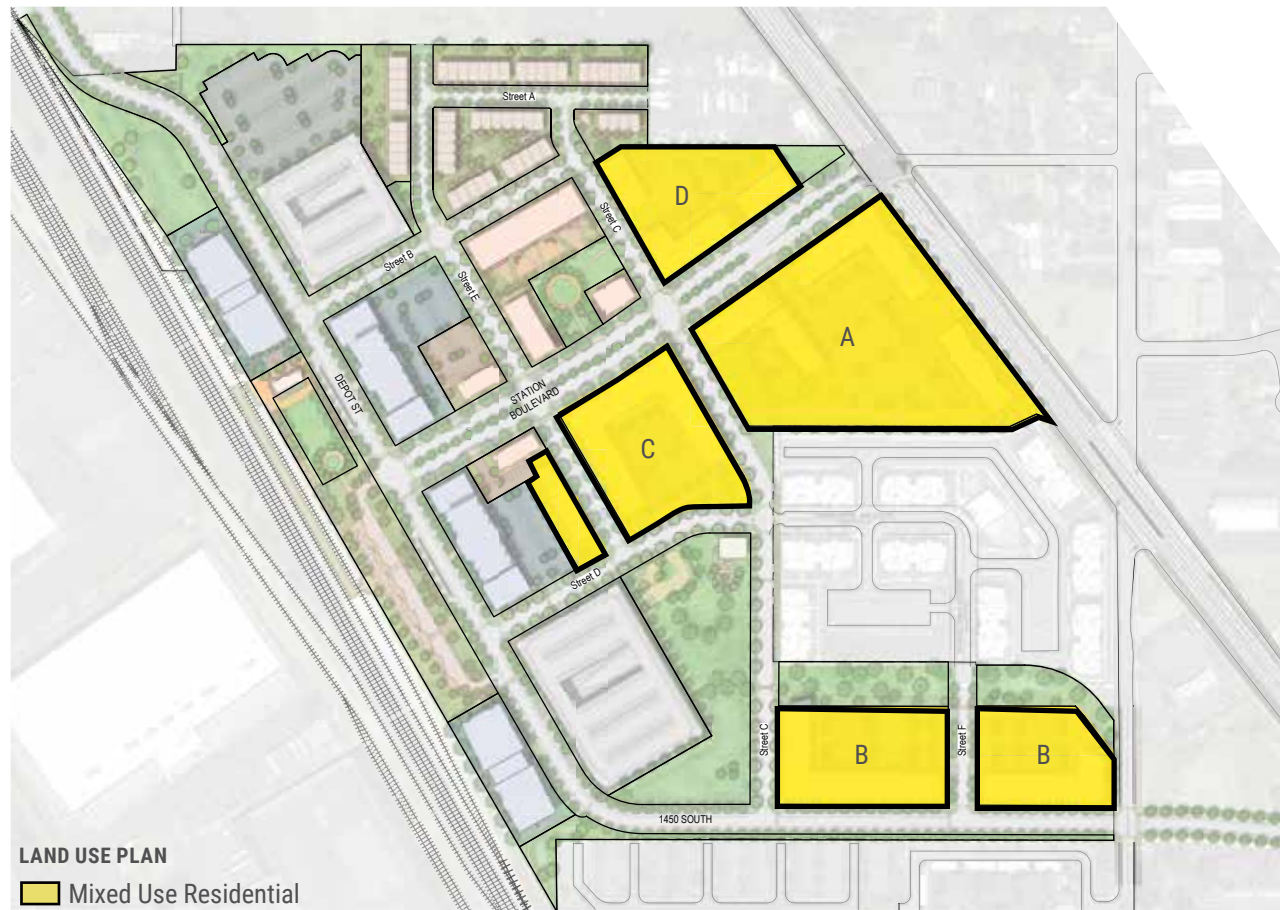 Street A
D
Street C
Street B
Street E
A
DEPOT ST
STATION
BOULEVARD
C
Street D
Street C
B
Street F
B
1450 SOUTH
LAND USE PLAN
Mixed Use Residential